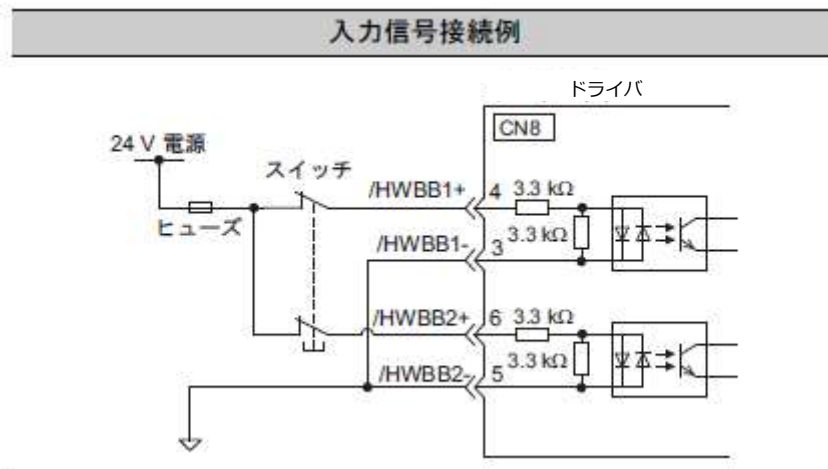 入力信号接続例
ドライバ
CN8
24 V 電源
スイッチ
ヒューズ
/HWBB1+ 4 3.3 kΩ
3.3 kΩ
/HWBB1- 3
/HWBB2+ 6 3.3 kΩ
3.3 kΩ
/HWBB2- 5